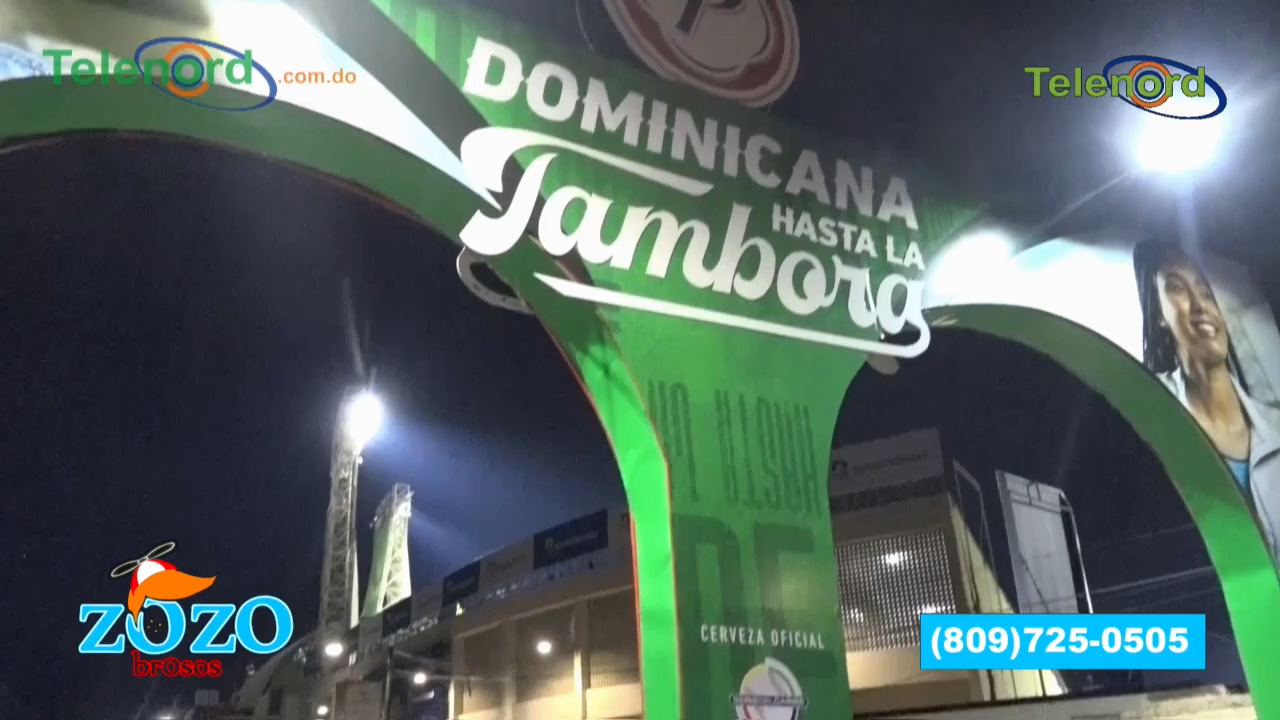 Telenord.com.do
Telenord
DOMINICANA
HASTA LA
Tambora
CERVEZA OFICIAL
ZOZO
brOsos
(809)725-0505